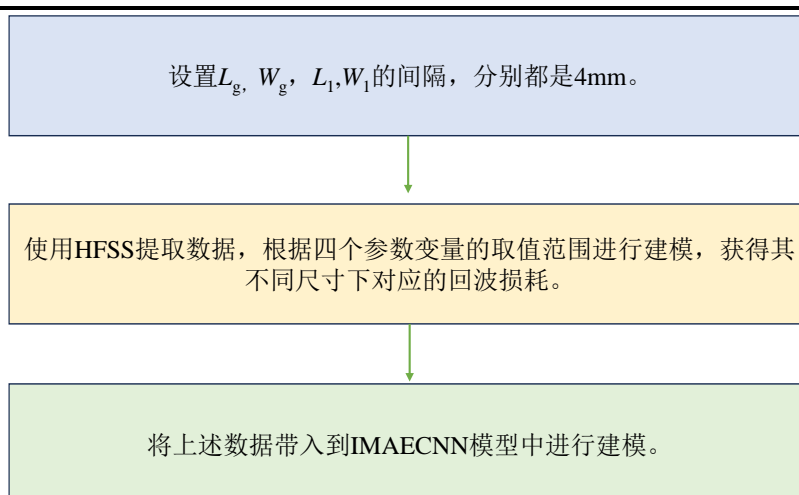 设置Lg, Wg，L1,W1的间隔，分别都是4mm。
使用HFSS提取数据，根据四个参数变量的取值范围进行建模，获得其
不同尺寸下对应的回波损耗。
将上述数据带入到IMAECNN模型中进行建模。